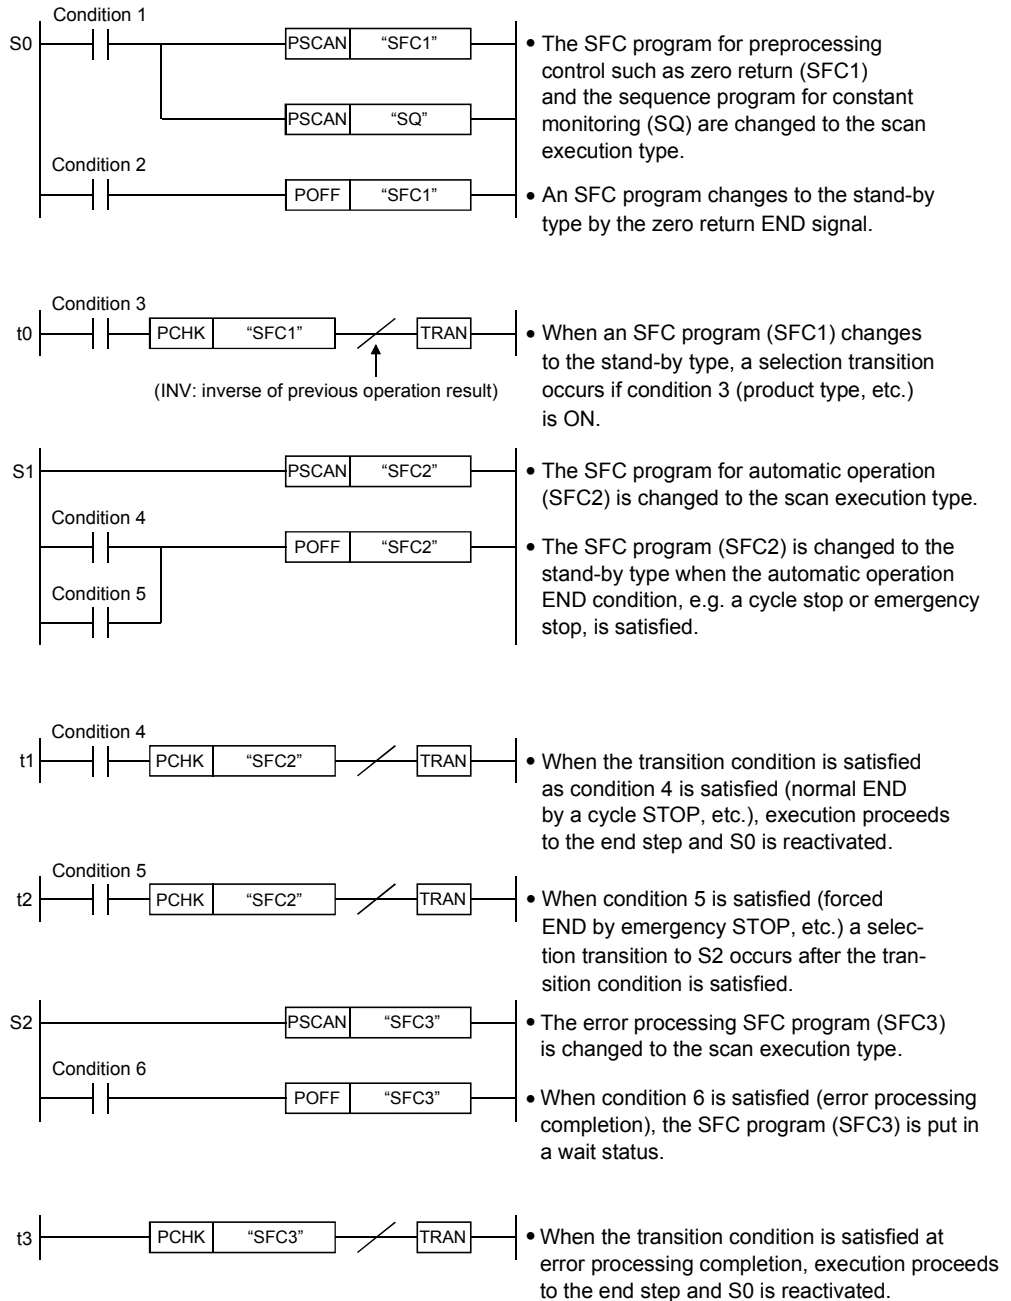 Condition 1
S0 PSCAN “SFC1”
• The SFC program for preprocessing
control such as zero return (SFC1)
and the sequence program for constant
monitoring (SQ) are changed to the scan
execution type.
PSCAN “SQ”
Condition 2
POFF “SFC1”
• An SFC program changes to the stand-by
type by the zero return END signal.
Condition 3
t0 PCHK “SFC1” TRAN
(INV: inverse of previous operation result)
• When an SFC program (SFC1) changes
to the stand-by type, a selection transition
occurs if condition 3 (product type, etc.)
is ON.
S1 PSCAN “SFC2”
• The SFC program for automatic operation
(SFC2) is changed to the scan execution type.
Condition 4
POFF “SFC2”
Condition 5
• The SFC program (SFC2) is changed to the
stand-by type when the automatic operation
END condition, e.g. a cycle stop or emergency
stop, is satisfied.
Condition 4
t1 PCHK “SFC2” TRAN
• When the transition condition is satisfied
as condition 4 is satisfied (normal END
by a cycle STOP, etc.), execution proceeds
to the end step and S0 is reactivated.
Condition 5
t2 PCHK “SFC2” TRAN
• When condition 5 is satisfied (forced
END by emergency STOP, etc.) a selec-
tion transition to S2 occurs after the tran-
sition condition is satisfied.
S2 PSCAN “SFC3”
• The error processing SFC program (SFC3)
is changed to the scan execution type.
Condition 6
POFF “SFC3”
• When condition 6 is satisfied (error processing
completion), the SFC program (SFC3) is put in
a wait status.
t3 PCHK “SFC3” TRAN
• When the transition condition is satisfied at
error processing completion, execution proceeds
to the end step and S0 is reactivated.